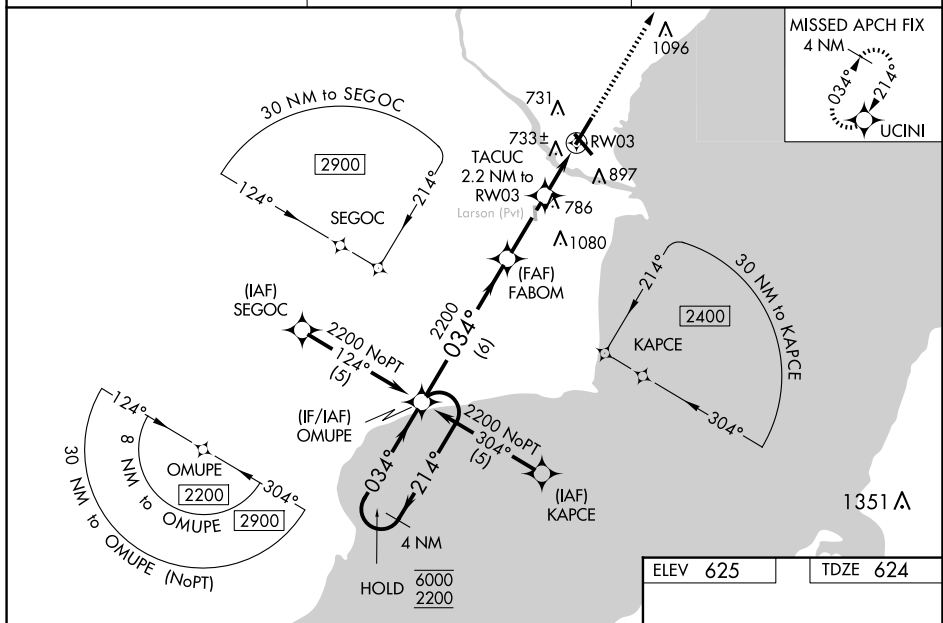 MISSED APCH FIX
4 NM
034°
214°
UCINI
1096
731
733±
RW03
897
TACUC
2.2 NM to
RW03
Larson (Pvt)
786
1080
(FAF)
FABOM
30 NM to SEGOC
2900
124°
214°
SEGOC
(IAF)
SEGOC
2200 NoPT
124°
(5)
2200
034°
(6)
30 NM to KAPCE
214°
2400
KAPCE
304°
(IF/IAF)
OMUPE
2200 NoPT
304°
(5)
(IAF)
KAPCE
034°
214°
4 NM
HOLD 6000
2200
124°
8 NM to OMUPE
OMUPE
2200
304°
2900
30 NM to OMUPE (NoPT)
1351
ELEV 625
TDZE 624